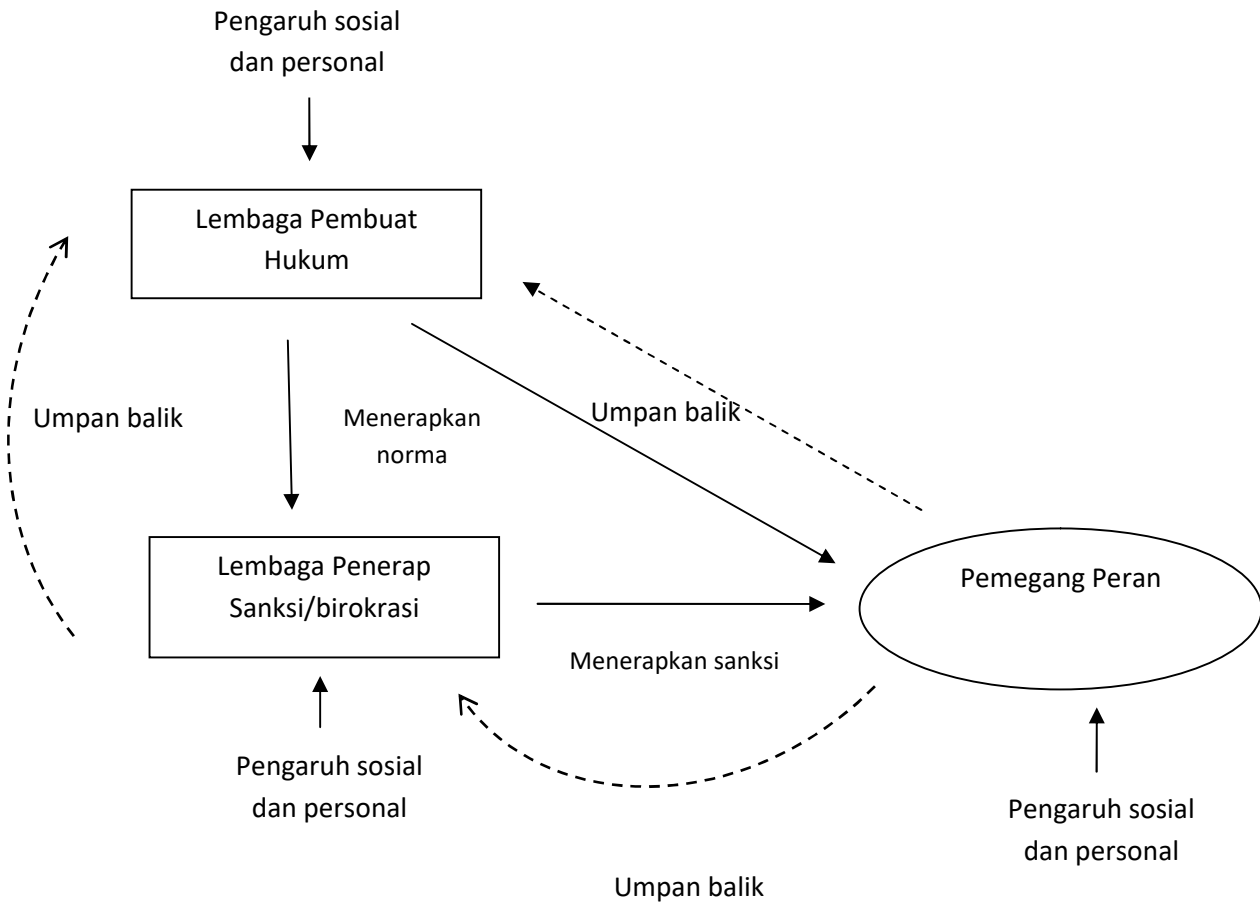 Pengaruh sosial
dan personal
Lembaga Pembuat
Hukum
Umpan balik
Menerapkan
norma
Umpan balik
Lembaga Penerap
Sanksi/birokrasi
Pemegang Peran
Menerapkan sanksi
Pengaruh sosial
dan personal
Pengaruh sosial
dan personal
Umpan balik